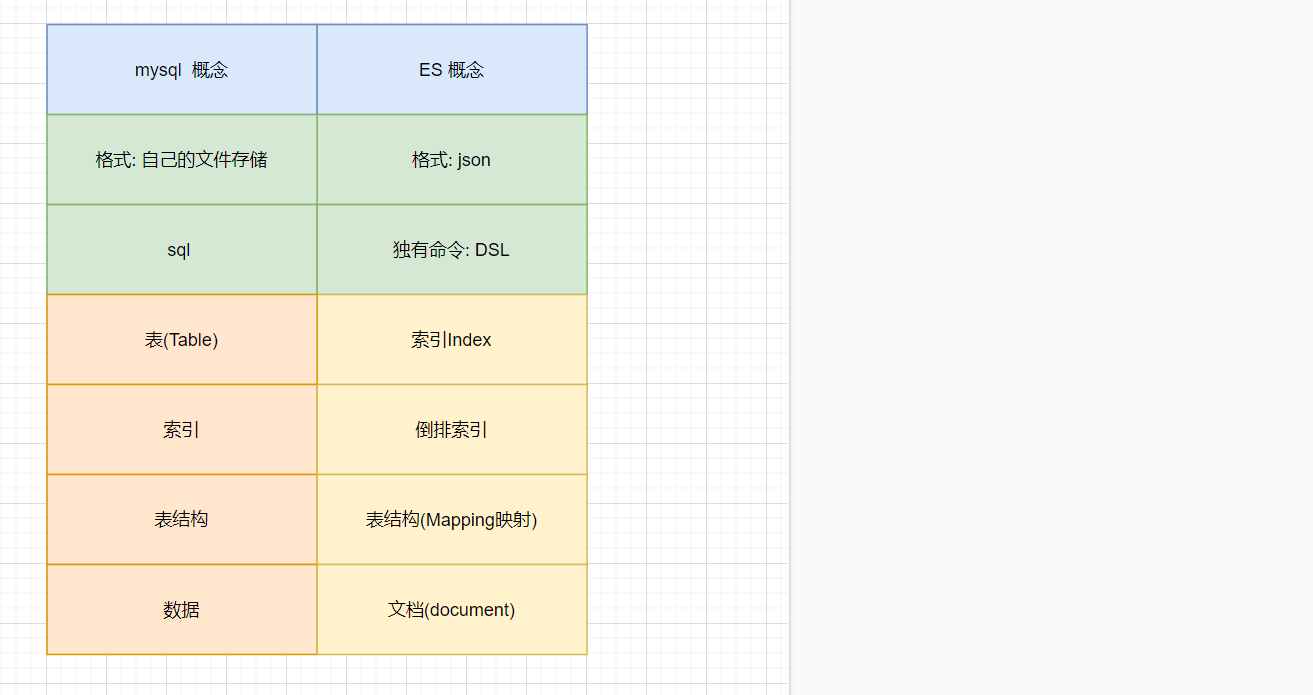 mysql  概念
ES 概念
格式: 自己的文件存储
格式: json
sql
独有命令: DSL
表(Table)
索引Index
索引
倒排索引
表结构
表结构(Mapping映射)
数据
文档(document)